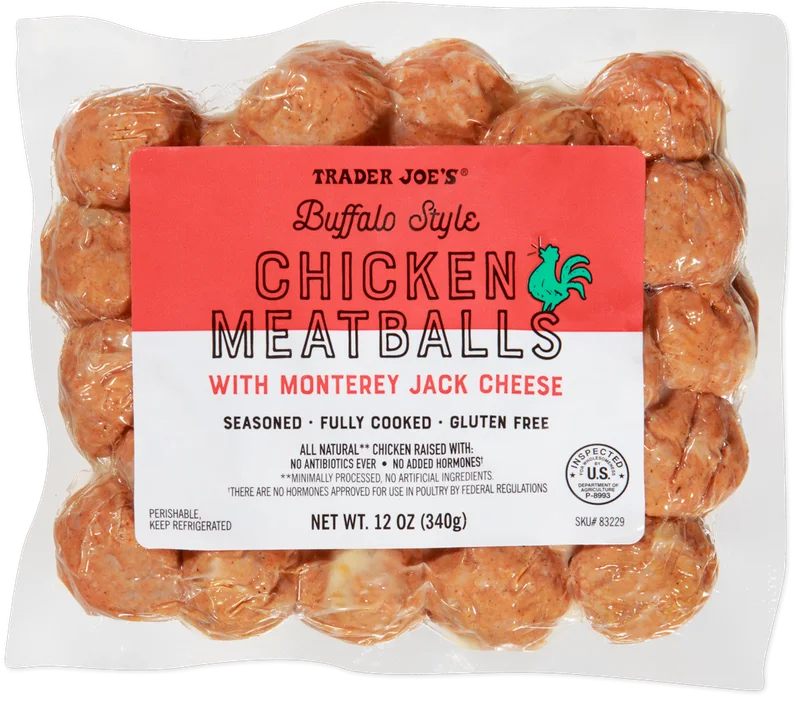 TRADER JOE'S®
Buffalo Style
CHICKEN
MEATBALLS
WITH MONTEREY JACK CHEESE
SEASONED · FULLY COOKED · GLUTEN FREE
ALL NATURAL** CHICKEN RAISED WITH:
NO ANTIBIOTICS EVER • NO ADDED HORMONES†
**MINIMALLY PROCESSED, NO ARTIFICIAL INGREDIENTS.
†THERE ARE NO HORMONES APPROVED FOR USE IN POULTRY BY FEDERAL REGULATIONS
INSPECTED
FOR WHOLESOMENESS
BY
U.S.
DEPARTMENT OF
AGRICULTURE
P-8993
PERISHABLE,
KEEP REFRIGERATED
NET WT. 12 OZ (340g)
SKU# 83229